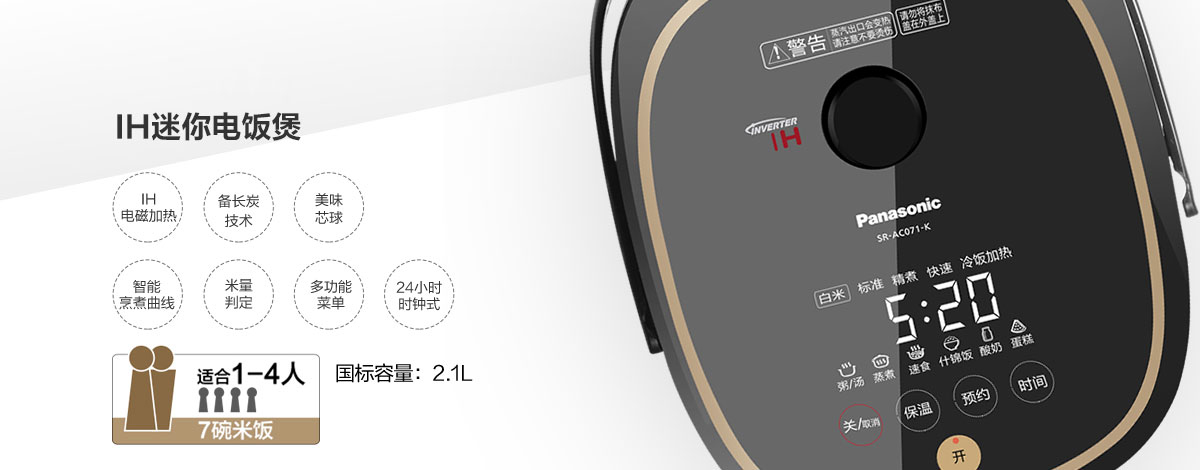 IH迷你电饭煲
IH
电磁加热
备长炭
技术
美味
芯球
智能
烹煮曲线
米量
判定
多功能
菜单
24小时
时钟式
适合1-4人
7碗米饭
国标容量：2.1L
警告
蒸汽出口会变热
请注意不要烫伤
请勿将抹布
盖在外盖上
INVERTER
IH
Panasonic
SR-AC071-K
白米 标准 精煮 快速 冷饭加热
5:20
粥/汤 蒸煮 速食 什锦饭 酸奶 蛋糕
关/取消 保温 预约 时间
开